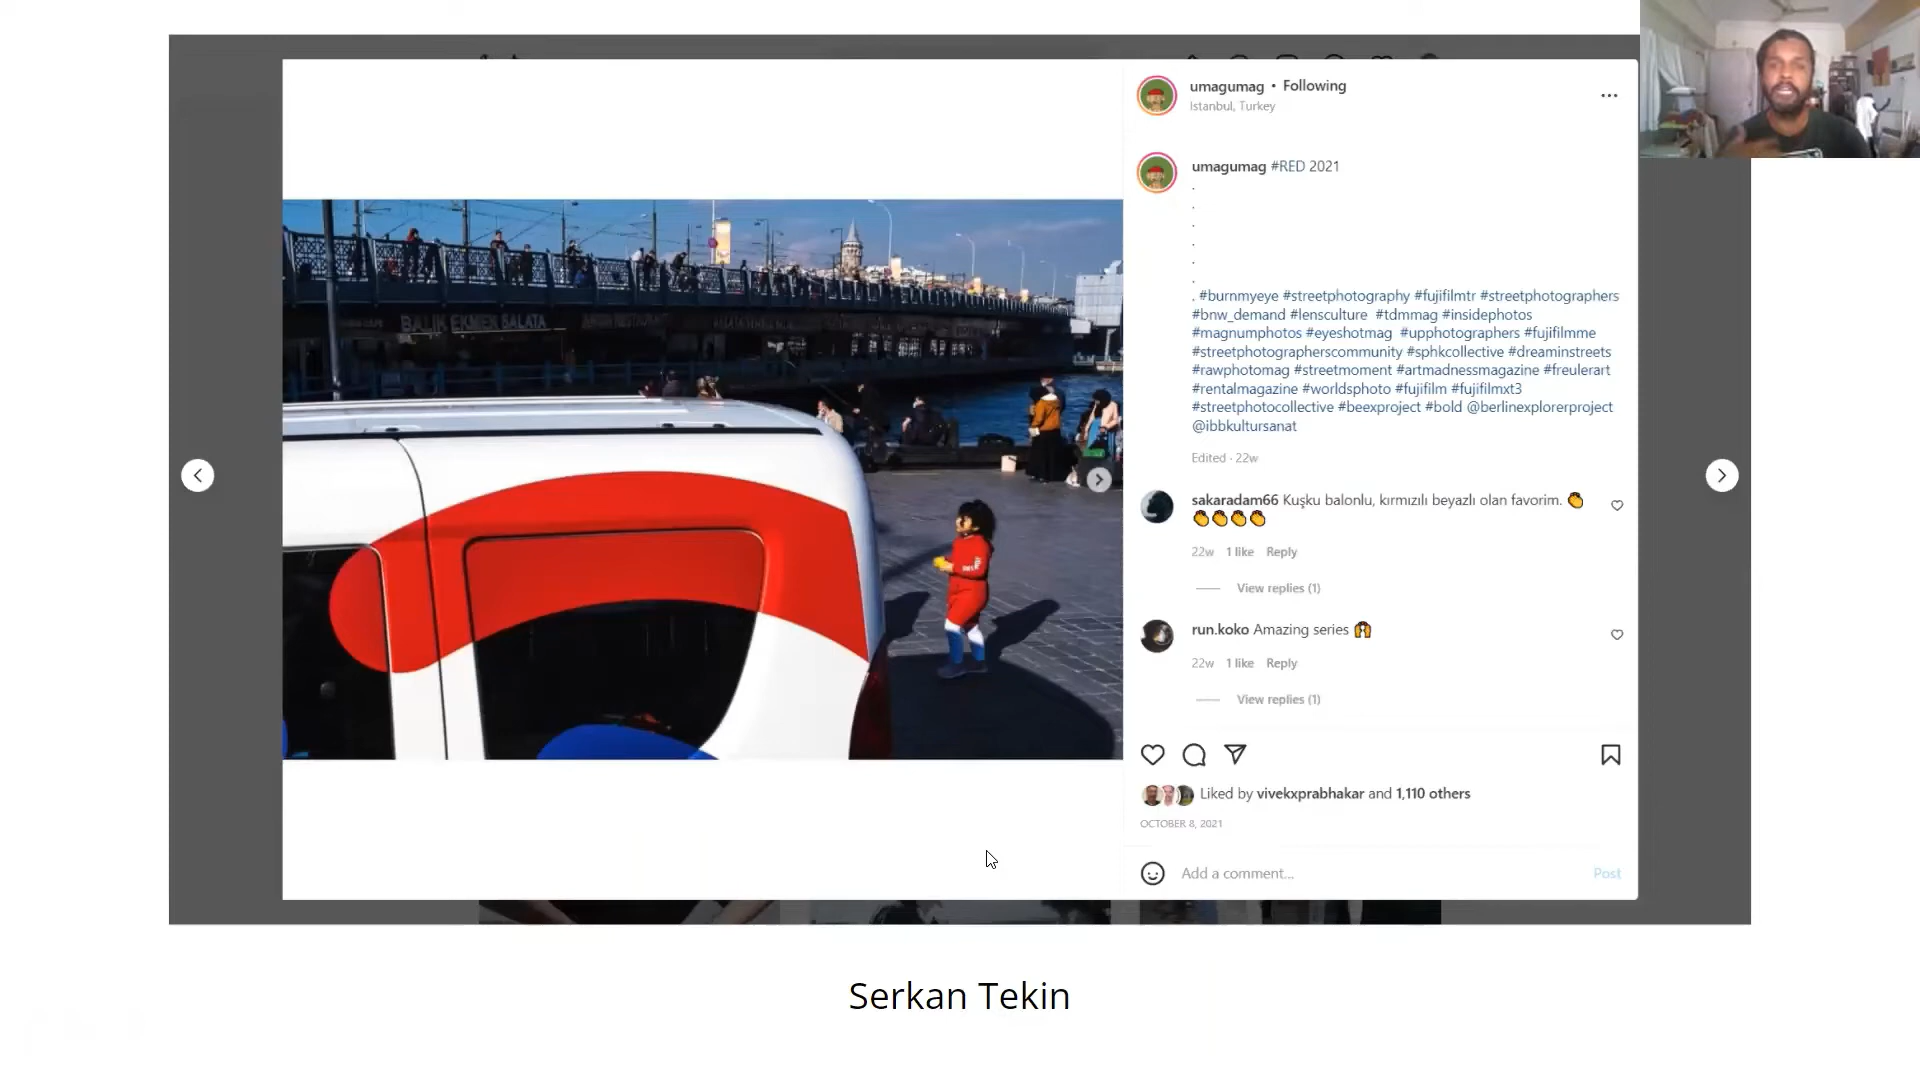 umagumag • Following
Istanbul, Turkey
umagumag #RED 2021
.
.
.
.
.
.
. #burnmyeye #streetphotography #fujifilmtr #streetphotographers
#bnw_demand #lensculture #tdmmag #insidephotos
#magnumphotos #eyeshotmag #upphotographers #fujifilmme
#streetphotographerscommunity #sphkcollective #dreaminstreets
#rawphotomag #streetmoment #artmadnessmagazine #freulerart
#rentalmagazine #worldsphoto #fujifilm #fujifilmxt3
#streetphotocollective #beexproject #bold @berlinexplorerproject
@ibbkultursanat
Edited · 22w
sakaradam66 Kuşku balonlu, kırmızılı beyazlı olan favorim. 👏
👏👏👏👏
22w 1 like Reply
View replies (1)
run.koko Amazing series 🙌
22w 1 like Reply
View replies (1)
Liked by vivekxprabhakar and 1,110 others
OCTOBER 8, 2021
Add a comment... Post
BALIK EKMEK SALATA
Serkan Tekin